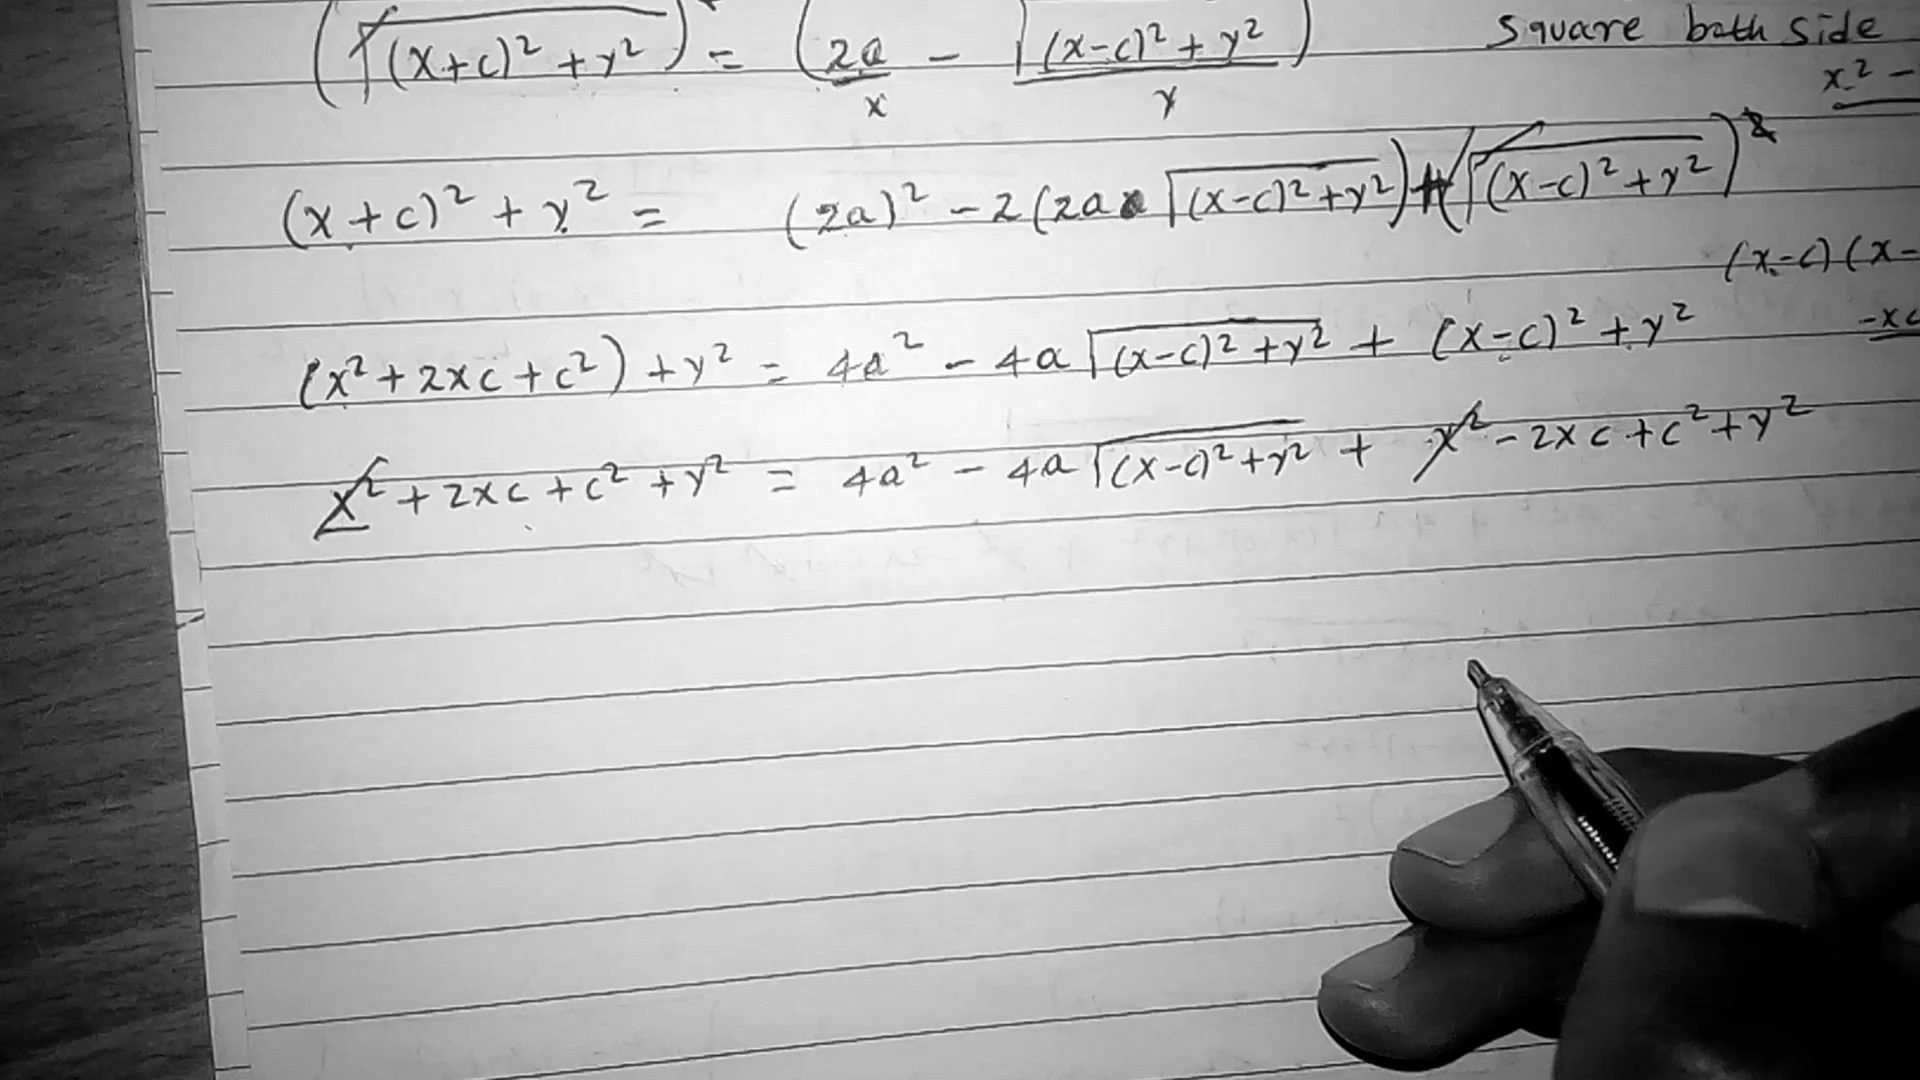 (√(x+c)² + y²) = (2a - √(x-c)² + y²) square both side
x y x² -
(x + c)² + y² = (2a)² - 2(2a √(x-c)² + y²) + (√(x-c)² + y²)²
(x-c)(x-
(x² + 2xc + c²) + y² = 4a² - 4a √(x-c)² + y² + (x-c)² + y² -xc
x² + 2xc + c² + y² = 4a² - 4a √(x-c)² + y² + x² - 2xc + c² + y²